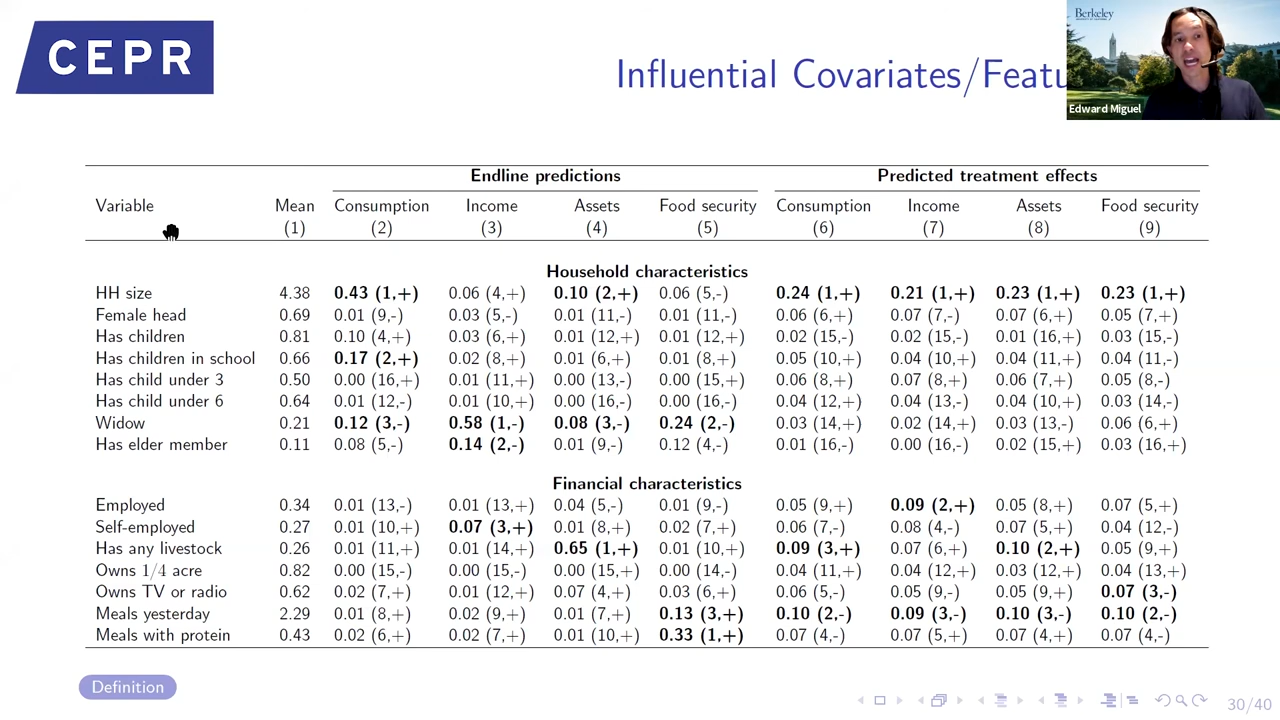 CEPR
Influential Covariates/Featu
Berkeley
Edward Miguel
Endline predictions Predicted treatment effects
Variable Mean Consumption Income Assets Food security Consumption Income Assets Food security
(1) (2) (3) (4) (5) (6) (7) (8) (9)
Household characteristics
HH size 4.38 0.43 (1,+) 0.06 (4,+) 0.10 (2,+) 0.06 (5,-) 0.24 (1,+) 0.21 (1,+) 0.23 (1,+) 0.23 (1,+)
Female head 0.69 0.01 (9,-) 0.03 (5,-) 0.01 (11,-) 0.01 (11,-) 0.06 (6,+) 0.07 (7,-) 0.07 (6,+) 0.05 (7,+)
Has children 0.81 0.10 (4,+) 0.03 (6,+) 0.01 (12,+) 0.01 (12,+) 0.02 (15,-) 0.02 (15,-) 0.01 (16,+) 0.03 (15,-)
Has children in school 0.66 0.17 (2,+) 0.02 (8,+) 0.01 (6,+) 0.01 (8,+) 0.05 (10,+) 0.04 (10,+) 0.04 (11,+) 0.04 (11,-)
Has child under 3 0.50 0.00 (16,+) 0.01 (11,+) 0.00 (13,-) 0.00 (15,+) 0.06 (8,+) 0.07 (8,+) 0.06 (7,+) 0.05 (8,-)
Has child under 6 0.64 0.01 (12,-) 0.01 (10,+) 0.00 (16,-) 0.00 (16,-) 0.04 (12,+) 0.04 (13,-) 0.04 (10,+) 0.03 (14,-)
Widow 0.21 0.12 (3,-) 0.58 (1,-) 0.08 (3,-) 0.24 (2,-) 0.03 (14,+) 0.02 (14,+) 0.03 (13,-) 0.06 (6,+)
Has elder member 0.11 0.08 (5,-) 0.14 (2,-) 0.01 (9,-) 0.12 (4,-) 0.01 (16,-) 0.00 (16,-) 0.02 (15,+) 0.03 (16,+)
Financial characteristics
Employed 0.34 0.01 (13,-) 0.01 (13,+) 0.04 (5,-) 0.01 (9,-) 0.05 (9,+) 0.09 (2,+) 0.05 (8,+) 0.07 (5,+)
Self-employed 0.27 0.01 (10,+) 0.07 (3,+) 0.01 (8,+) 0.02 (7,+) 0.06 (7,-) 0.08 (4,-) 0.07 (5,+) 0.04 (12,-)
Has any livestock 0.26 0.01 (11,+) 0.01 (14,+) 0.65 (1,+) 0.01 (10,+) 0.09 (3,+) 0.07 (6,+) 0.10 (2,+) 0.05 (9,+)
Owns 1/4 acre 0.82 0.00 (15,-) 0.00 (15,-) 0.00 (15,+) 0.00 (14,-) 0.04 (11,+) 0.04 (12,+) 0.03 (12,+) 0.04 (13,+)
Owns TV or radio 0.62 0.02 (7,+) 0.01 (12,+) 0.07 (4,+) 0.03 (6,+) 0.06 (5,-) 0.05 (9,-) 0.05 (9,+) 0.07 (3,-)
Meals yesterday 2.29 0.01 (8,+) 0.02 (9,+) 0.01 (7,+) 0.13 (3,+) 0.10 (2,-) 0.09 (3,-) 0.10 (3,-) 0.10 (2,-)
Meals with protein 0.43 0.02 (6,+) 0.02 (7,+) 0.01 (10,+) 0.33 (1,+) 0.07 (4,-) 0.07 (5,+) 0.07 (4,+) 0.07 (4,-)
Definition
30/40